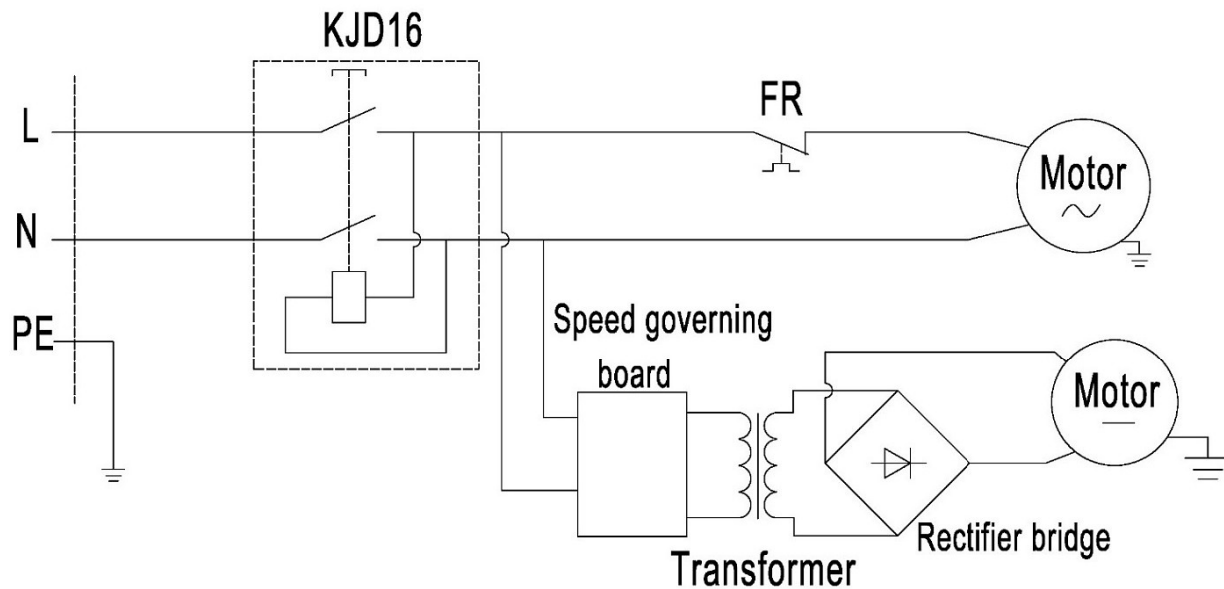 KJD16
L
FR
Motor
N
PE
Speed governing
board
Motor
Rectifier bridge
Transformer